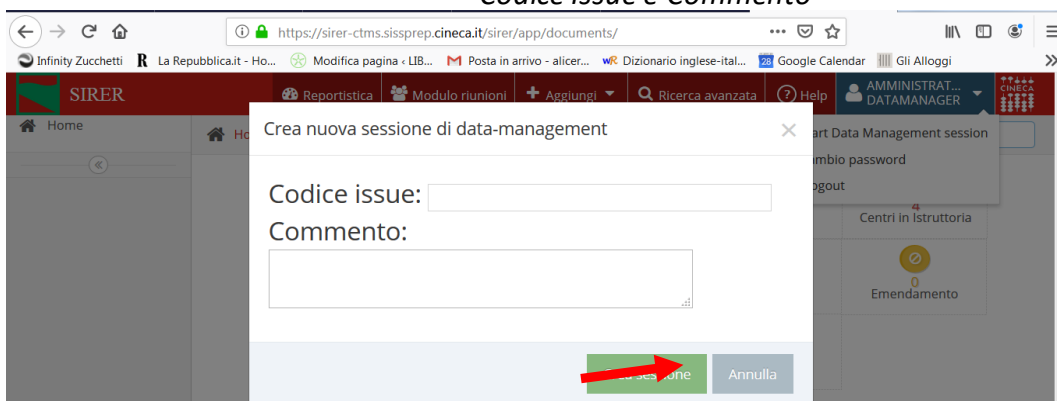 Codice issue e Commento
https://sirer-ctms.sissprep.cineca.it/sirer/app/documents/
Infinity Zucchetti R La Repubblica.it - Ho... Modifica pagina ‹ LIB... Posta in arrivo - alicer... wR Dizionario inglese-ital... 28 Google Calendar Gli Alloggi
SIRER Reportistica Modulo riunioni Aggiungi Ricerca avanzata Help AMMINISTRAT... DATAMANAGER CINECA
Home
Crea nuova sessione di data-management
art Data Management session
mbio password
ogout
Codice issue:
Commento:
4
Centri in Istruttoria
0
Emendamento
Annulla